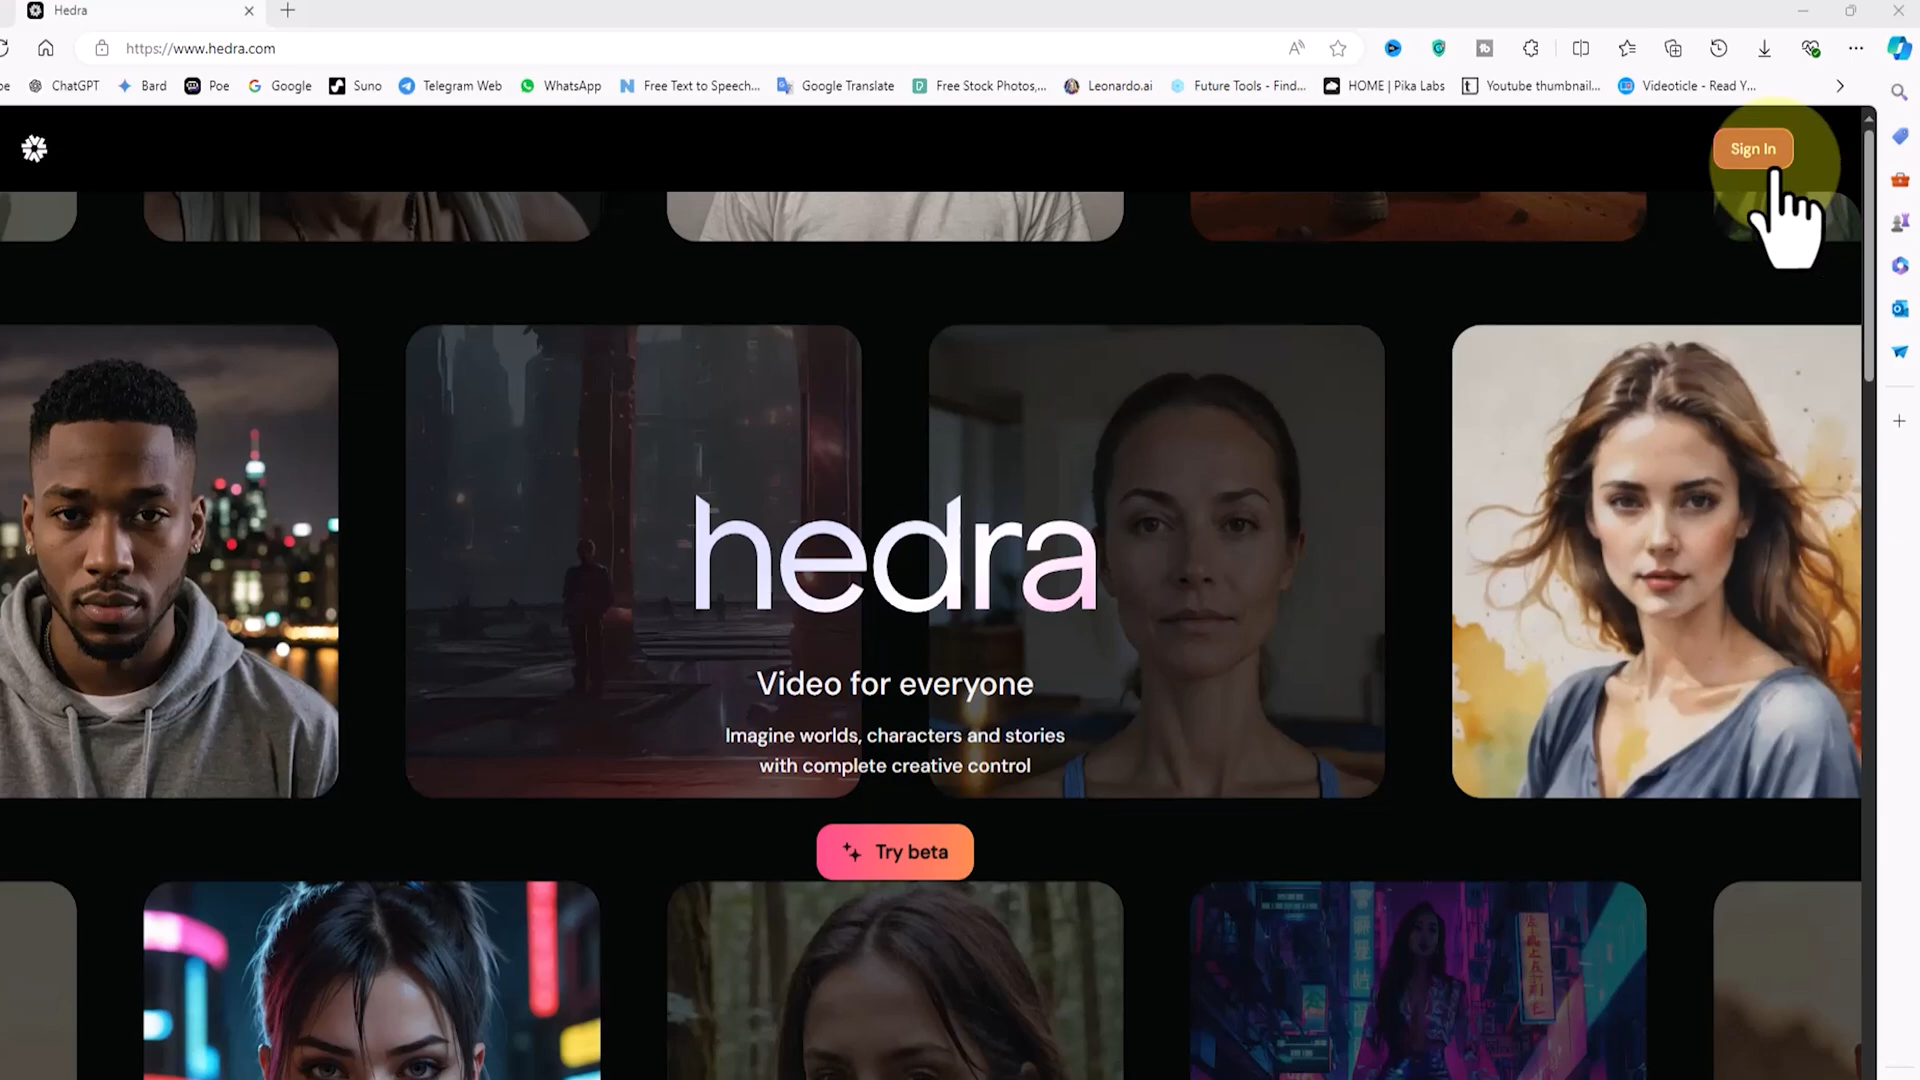 Hedra
https://www.hedra.com
ChatGPT Bard Poe Google Suno Telegram Web WhatsApp Free Text to Speech... Google Translate Free Stock Photos,... Leonardo.ai Future Tools - Find... HOME | Pika Labs Youtube thumbnail... Videoticle - Read Y...
Sign In
hedra
Video for everyone
Imagine worlds, characters and stories
with complete creative control
Try beta